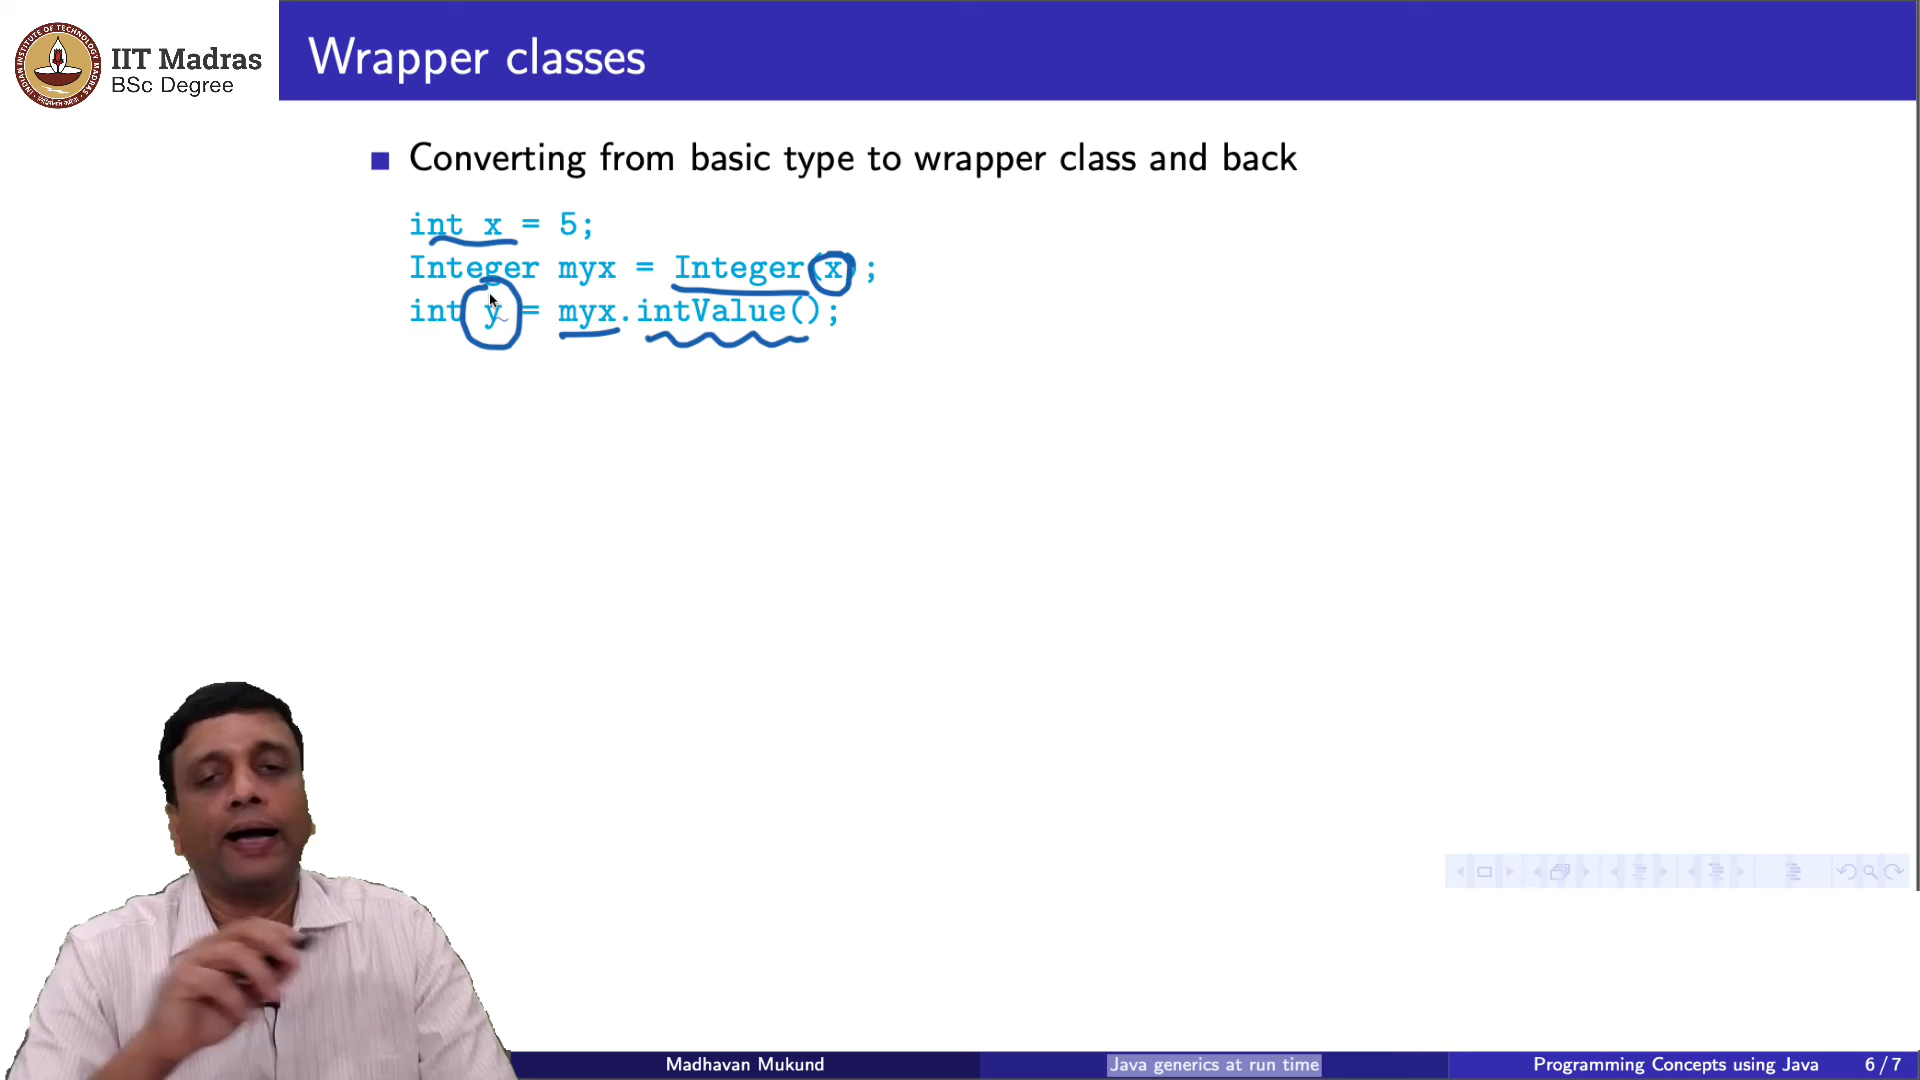 IIT Madras
BSc Degree
Wrapper classes
Converting from basic type to wrapper class and back
int x = 5;
Integer myx = Integer(x);
int y = myx.intValue();
Madhavan Mukund
Java generics at run time
Programming Concepts using Java
6 / 7